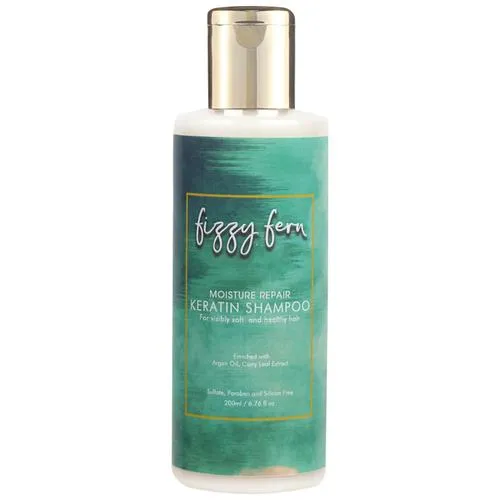 fizzy fern
MOISTURE REPAIR
KERATIN SHAMPOO
For visibly soft, and healthy hair
Enriched with
Argan Oil, Curry Leaf Extract
Sulfate, Paraben and Silicon Free
200ml / 6.76 fl oz